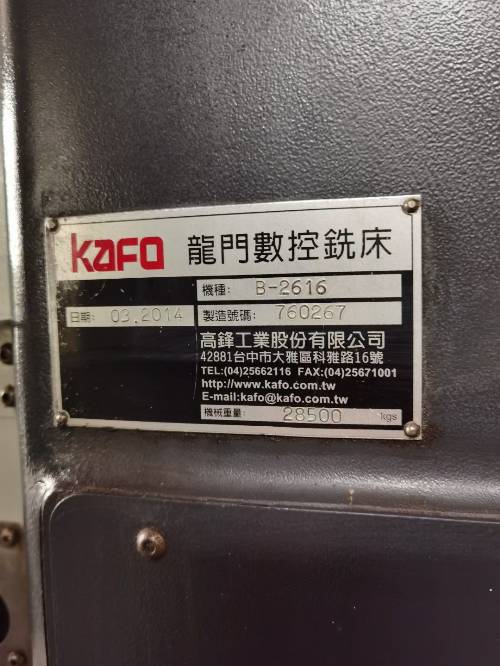 KAFO 龍門數控銑床
機種: B-2616
日期: 03.2014 製造號碼: 760267
高鋒工業股份有限公司
42881台中市大雅區科雅路16號
TEL:(04)25662116 FAX:(04)25671001
http://www.kafo.com.tw
E-mail:kafo@kafo.com.tw
機械重量: 28500 kgs